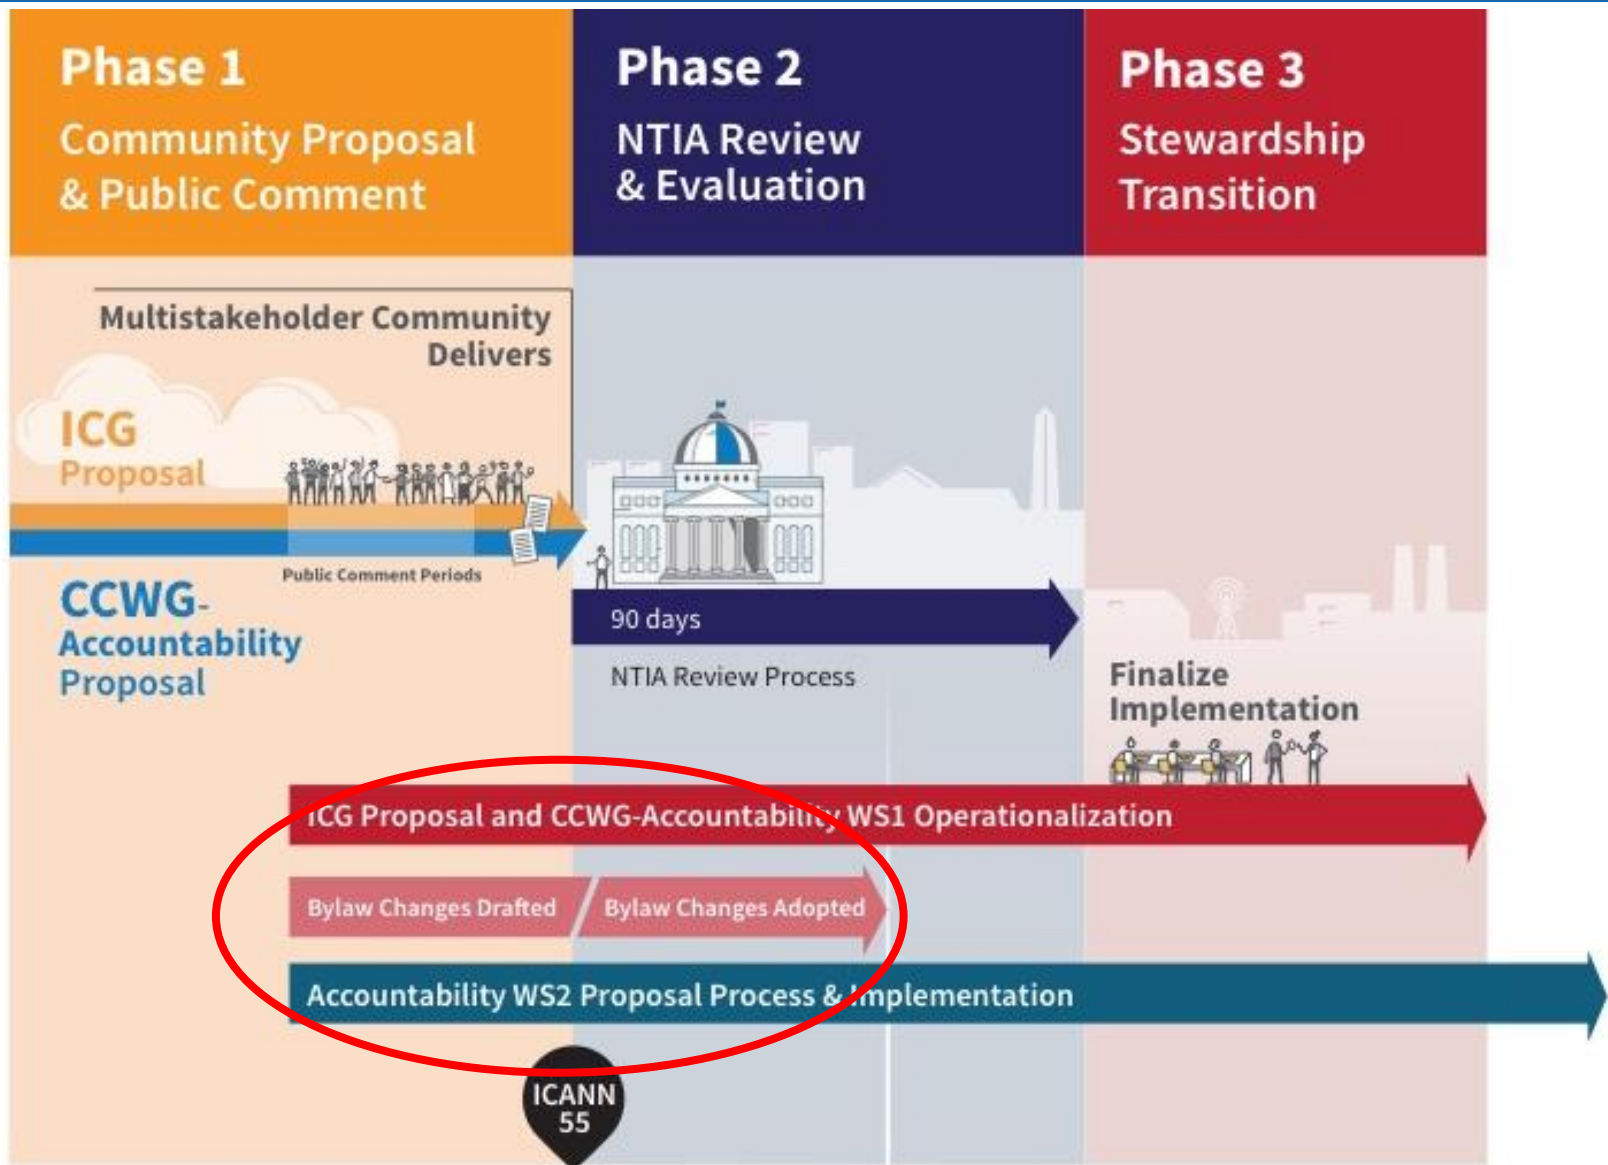 Phase 1
Community Proposal
& Public Comment
Phase 2
NTIA Review
& Evaluation
Phase 3
Stewardship
Transition
Multistakeholder Community
Delivers
ICG
Proposal
Public Comment Periods
CCWG-
Accountability
Proposal
90 days
NTIA Review Process
Finalize
Implementation
ICG Proposal and CCWG-Accountability WS1 Operationalization
Bylaw Changes Drafted
Bylaw Changes Adopted
Accountability WS2 Proposal Process & Implementation
ICANN
55